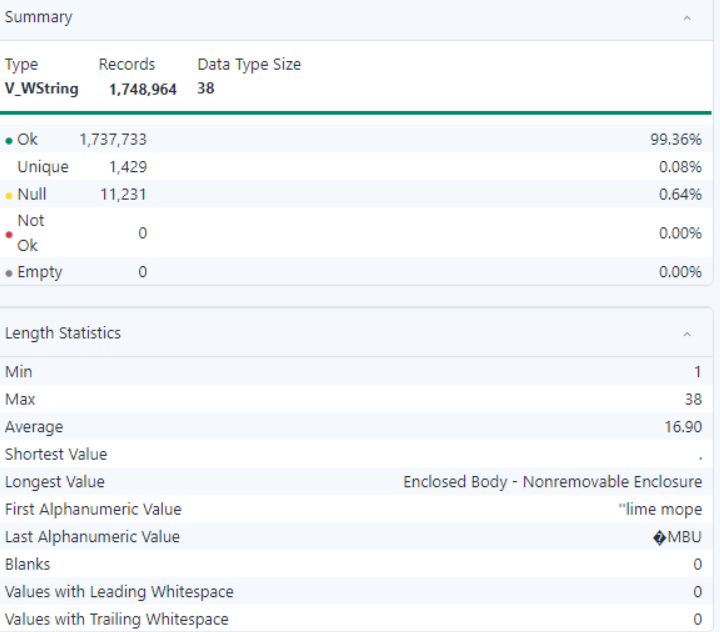 Summary
Type Records Data Type Size
V_WString 1,748,964 38
Ok 1,737,733 99.36%
Unique 1,429 0.08%
Null 11,231 0.64%
Not
Ok 0 0.00%
Empty 0 0.00%
Length Statistics
Min 1
Max 38
Average 16.90
Shortest Value .
Longest Value Enclosed Body - Nonremovable Enclosure
First Alphanumeric Value "lime mope
Last Alphanumeric Value �MBU
Blanks 0
Values with Leading Whitespace 0
Values with Trailing Whitespace 0